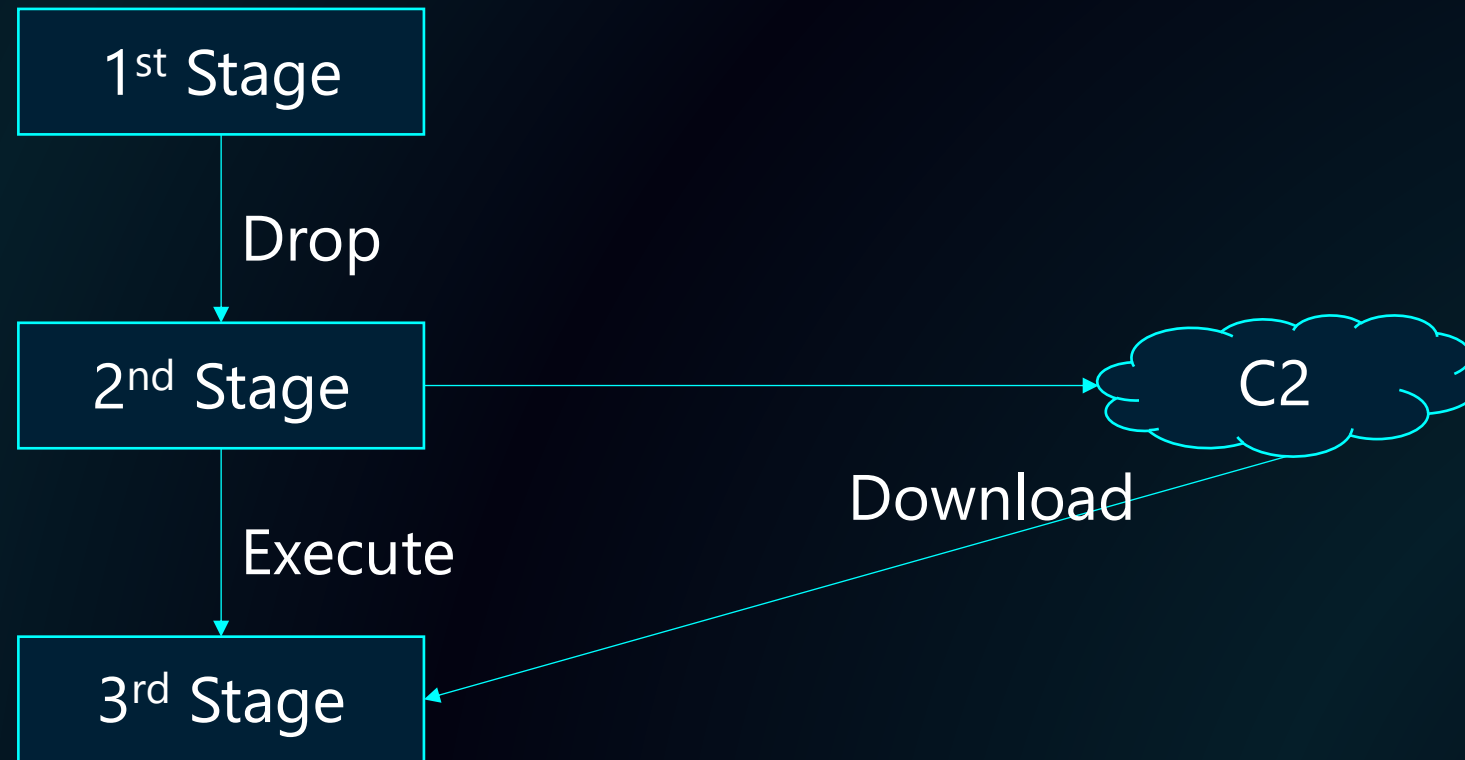 1st Stage
Drop
2nd Stage
C2
Download
Execute
3rd Stage